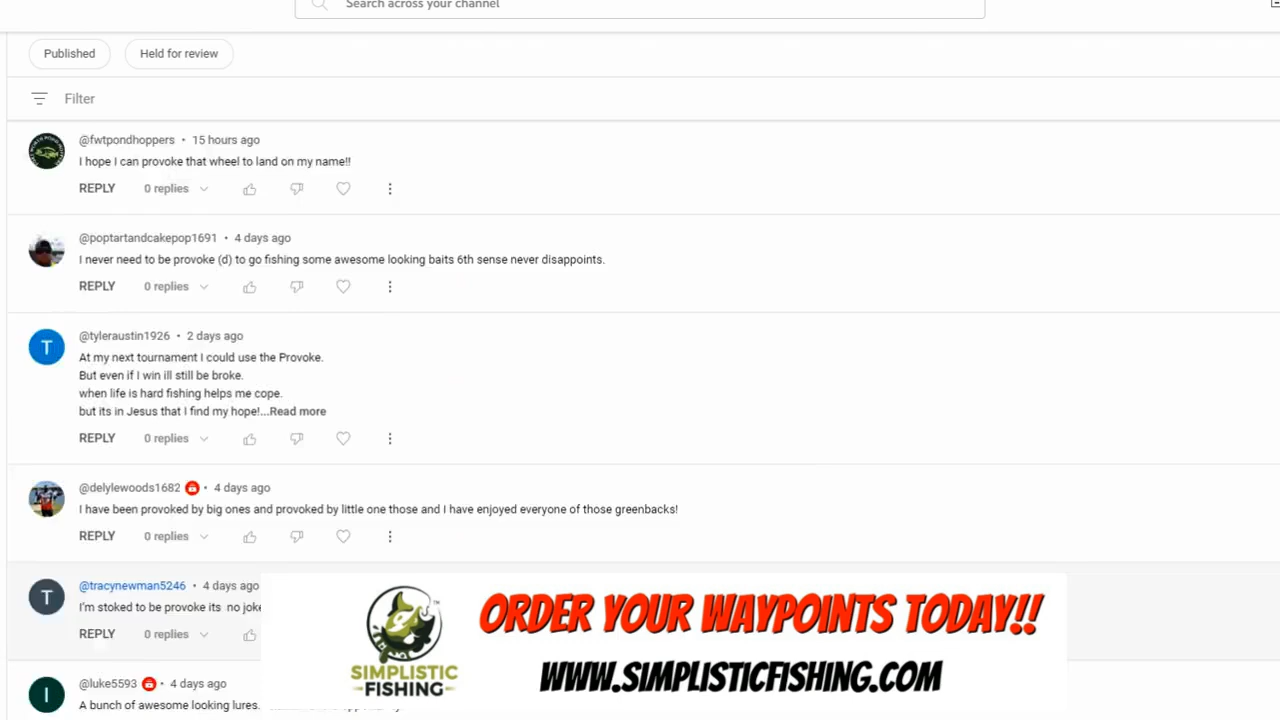 Search across your channel
Published
Held for review
Filter
@fwtpondhoppers • 15 hours ago
I hope I can provoke that wheel to land on my name!!
REPLY 0 replies
@poptartandcakepop1691 • 4 days ago
I never need to be provoke (d) to go fishing some awesome looking baits 6th sense never disappoints.
REPLY 0 replies
T
@tyleraustin1926 • 2 days ago
At my next tournament I could use the Provoke.
But even if I win ill still be broke.
when life is hard fishing helps me cope.
but its in Jesus that I find my hope!...Read more
REPLY 0 replies
@delylewoods1682 • 4 days ago
I have been provoked by big ones and provoked by little one those and I have enjoyed everyone of those greenbacks!
REPLY 0 replies
T
@tracynewman5246 • 4 days ago
I'm stoked to be provoke its no joke
REPLY 0 replies
SIMPLISTIC
FISHING
™
ORDER YOUR WAYPOINTS TODAY!!
WWW.SIMPLISTICFISHING.COM
@luke5593 • 4 days ago
A bunch of awesome looking lures.